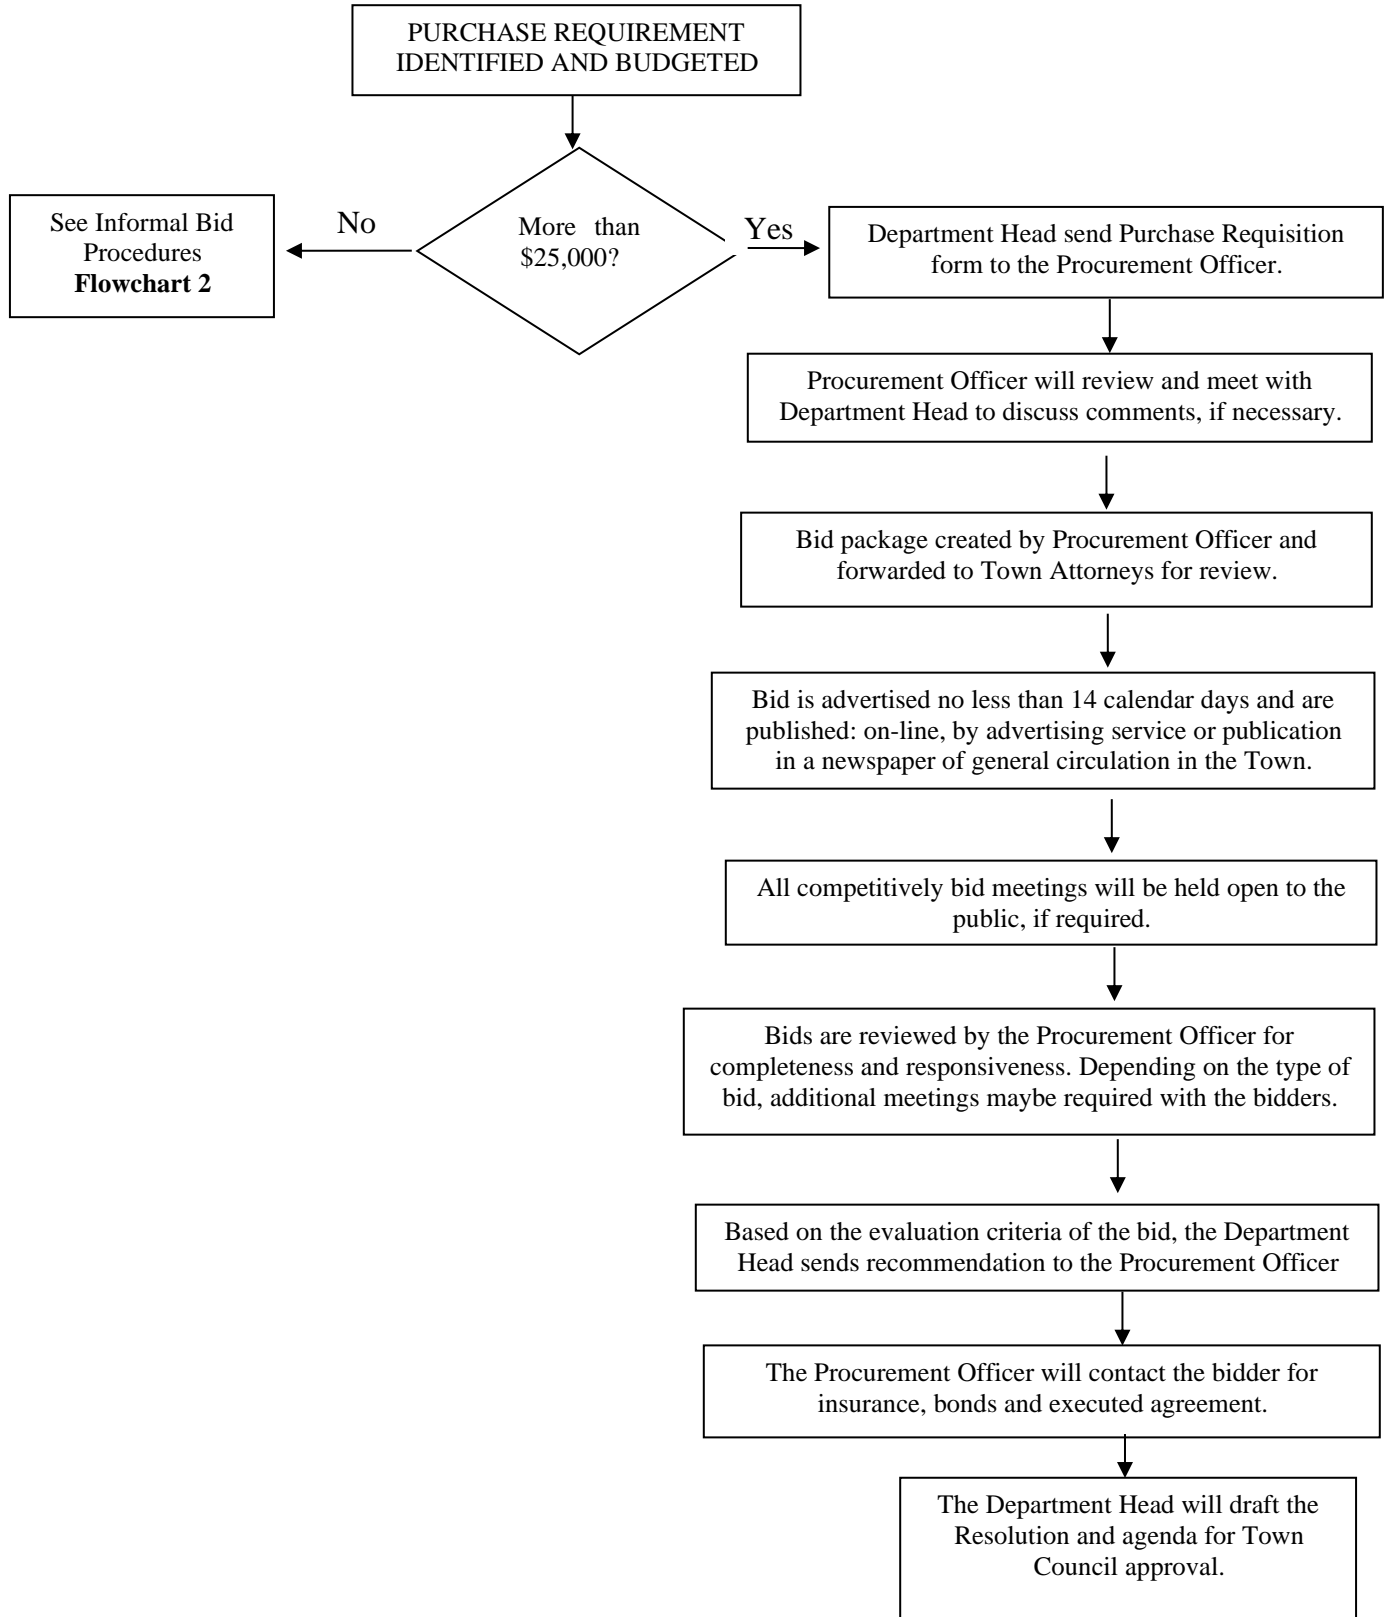 PURCHASE REQUIREMENT
IDENTIFIED AND BUDGETED
See Informal Bid
Procedures
Flowchart 2
No
More than
$25,000?
Yes
Department Head send Purchase Requisition
form to the Procurement Officer.
Procurement Officer will review and meet with
Department Head to discuss comments, if necessary.
Bid package created by Procurement Officer and
forwarded to Town Attorneys for review.
Bid is advertised no less than 14 calendar days and are
published: on-line, by advertising service or publication
in a newspaper of general circulation in the Town.
All competitively bid meetings will be held open to the
public, if required.
Bids are reviewed by the Procurement Officer for
completeness and responsiveness. Depending on the type of
bid, additional meetings maybe required with the bidders.
Based on the evaluation criteria of the bid, the Department
Head sends recommendation to the Procurement Officer
The Procurement Officer will contact the bidder for
insurance, bonds and executed agreement.
The Department Head will draft the
Resolution and agenda for Town
Council approval.